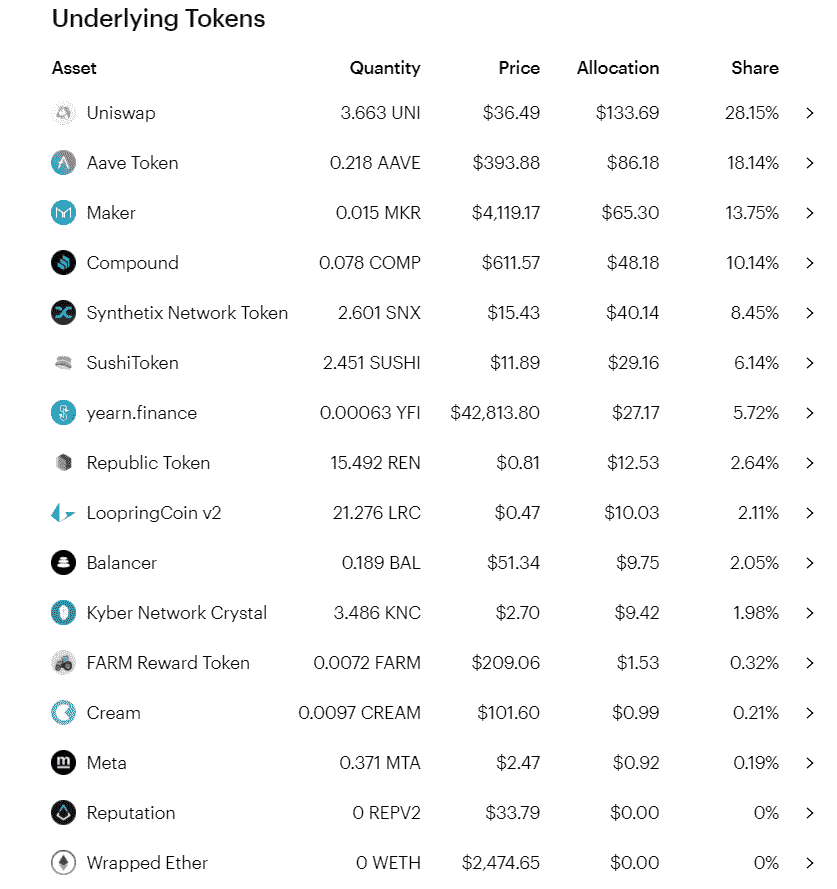 Underlying Tokens
Asset Quantity Price Allocation Share
Uniswap 3.663 UNI $36.49 $133.69 28.15%
Aave Token 0.218 AAVE $393.88 $86.18 18.14%
Maker 0.015 MKR $4,119.17 $65.30 13.75%
Compound 0.078 COMP $611.57 $48.18 10.14%
Synthetix Network Token 2.601 SNX $15.43 $40.14 8.45%
SushiToken 2.451 SUSHI $11.89 $29.16 6.14%
yearn.finance 0.00063 YFI $42,813.80 $27.17 5.72%
Republic Token 15.492 REN $0.81 $12.53 2.64%
LoopringCoin v2 21.276 LRC $0.47 $10.03 2.11%
Balancer 0.189 BAL $51.34 $9.75 2.05%
Kyber Network Crystal 3.486 KNC $2.70 $9.42 1.98%
FARM Reward Token 0.0072 FARM $209.06 $1.53 0.32%
Cream 0.0097 CREAM $101.60 $0.99 0.21%
Meta 0.371 MTA $2.47 $0.92 0.19%
Reputation 0 REPV2 $33.79 $0.00 0%
Wrapped Ether 0 WETH $2,474.65 $0.00 0%